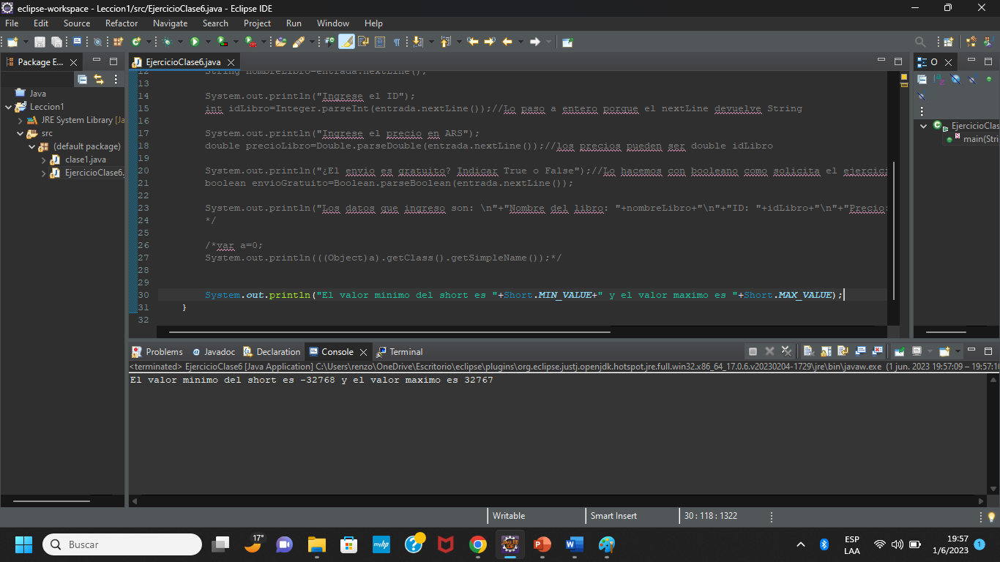 eclipse-workspace - Leccion1/src/EjercicioClase6.java - Eclipse IDE
File Edit Source Refactor Navigate Search Project Run Window Help
Package E...
EjercicioClase6.java
O
12 String nombreLibro=entrada.nextLine();
13
14 System.out.println("Ingrese el ID");
15 int idLibro=Integer.parseInt(entrada.nextLine());//Lo paso a entero porque el nextLine devuelve String
16
17 System.out.println("Ingrese el precio en ARS");
18 double precioLibro=Double.parseDouble(entrada.nextLine());//los precios pueden ser double idLibro
19
20 System.out.println("¿El envio es gratuito? Indicar True o False");//Lo hacemos con booleano como solicita el ejercici
21 boolean envioGratuito=Boolean.parseBoolean(entrada.nextLine());
22
23 System.out.println("Los datos que ingreso son: \n"+"Nombre del libro: "+nombreLibro+"\n"+"ID: "+idLibro+"\n"+"Precio:
24 */
25
26 /*var a=0;
27 System.out.println(((Object)a).getClass().getSimpleName());*/
28
29
30 System.out.println("El valor minimo del short es "+Short.MIN_VALUE+" y el valor maximo es "+Short.MAX_VALUE);
31 }
32
Java
Leccion1
JRE System Library [Ja
src
(default package)
clase1.java
EjercicioClase6.
EjercicioClas
main(Stri
Problems @ Javadoc Declaration Console Terminal
<terminated> EjercicioClase6 [Java Application] C:\Users\renzo\OneDrive\Escritorio\eclipse\plugins\org.eclipse.justj.openjdk.hotspot.jre.full.win32.x86_64_17.0.6.v20230204-1729\jre\bin\javaw.exe (1 jun. 2023 19:57:09 – 19:57:10
El valor minimo del short es -32768 y el valor maximo es 32767
Writable Smart Insert 30 : 118 : 1322
Buscar
17°
myhp
JAVA EE
IDE
ESP
LAA
19:57
1/6/2023
1